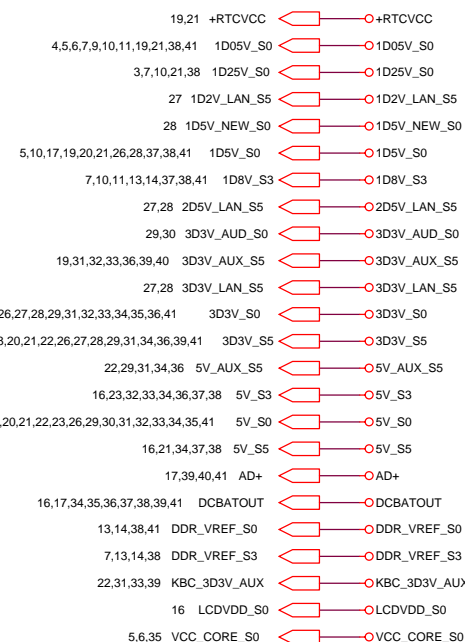 19,21 +RTCVCC +RTCVCC
4,5,6,7,9,10,11,19,21,38,41 1D05V_S0 1D05V_S0
3,7,10,21,38 1D25V_S0 1D25V_S0
27 1D2V_LAN_S5 1D2V_LAN_S5
28 1D5V_NEW_S0 1D5V_NEW_S0
5,10,17,19,20,21,26,28,37,38,41 1D5V_S0 1D5V_S0
7,10,11,13,14,37,38,41 1D8V_S3 1D8V_S3
27,28 2D5V_LAN_S5 2D5V_LAN_S5
29,30 3D3V_AUD_S0 3D3V_AUD_S0
19,31,32,33,36,39,40 3D3V_AUX_S5 3D3V_AUX_S5
27,28 3D3V_LAN_S5 3D3V_LAN_S5
26,27,28,29,31,32,33,34,35,36,41 3D3V_S0 3D3V_S0
,20,21,22,26,27,28,29,31,34,36,39,41 3D3V_S5 3D3V_S5
22,29,31,34,36 5V_AUX_S5 5V_AUX_S5
16,23,32,33,34,36,37,38 5V_S3 5V_S3
,20,21,22,23,26,29,30,31,32,33,34,35,41 5V_S0 5V_S0
16,21,34,37,38 5V_S5 5V_S5
17,39,40,41 AD+ AD+
16,17,34,35,36,37,38,39,41 DCBATOUT DCBATOUT
13,14,38,41 DDR_VREF_S0 DDR_VREF_S0
7,13,14,38 DDR_VREF_S3 DDR_VREF_S3
22,31,33,39 KBC_3D3V_AUX KBC_3D3V_AUX
16 LCDVDD_S0 LCDVDD_S0
5,6,35 VCC_CORE_S0 VCC_CORE_S0